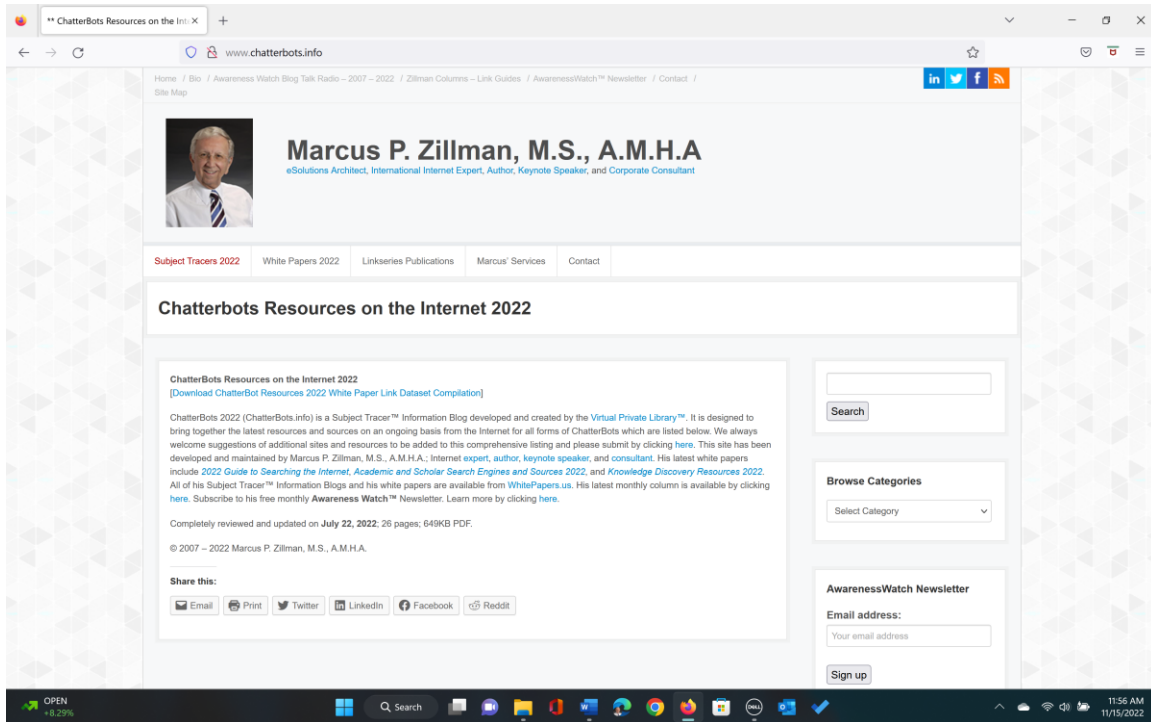 ** ChatterBots Resources on the Int
www.chatterbots.info
Home / Bio / Awareness Watch Blog Talk Radio – 2007 – 2022 / Zillman Columns – Link Guides / AwarenessWatch™ Newsletter / Contact /
Site Map
Marcus P. Zillman, M.S., A.M.H.A
eSolutions Architect, International Internet Expert, Author, Keynote Speaker, and Corporate Consultant
Subject Tracers 2022 White Papers 2022 Linkseries Publications Marcus' Services Contact
Chatterbots Resources on the Internet 2022
ChatterBots Resources on the Internet 2022
[Download ChatterBot Resources 2022 White Paper Link Dataset Compilation]
ChatterBots 2022 (ChatterBots.info) is a Subject Tracer™ Information Blog developed and created by the Virtual Private Library™. It is designed to
bring together the latest resources and sources on an ongoing basis from the Internet for all forms of ChatterBots which are listed below. We always
welcome suggestions of additional sites and resources to be added to this comprehensive listing and please submit by clicking here. This site has been
developed and maintained by Marcus P. Zillman, M.S., A.M.H.A.; Internet expert, author, keynote speaker, and consultant. His latest white papers
include 2022 Guide to Searching the Internet, Academic and Scholar Search Engines and Sources 2022, and Knowledge Discovery Resources 2022.
All of his Subject Tracer™ Information Blogs and his white papers are available from WhitePapers.us. His latest monthly column is available by clicking
here. Subscribe to his free monthly Awareness Watch™ Newsletter. Learn more by clicking here.
Completely reviewed and updated on July 22, 2022; 26 pages; 649KB PDF.
© 2007 – 2022 Marcus P. Zillman, M.S., A.M.H.A.
Share this:
Email Print Twitter LinkedIn Facebook Reddit
Search
Browse Categories
Select Category
AwarenessWatch Newsletter
Email address:
Your email address
Sign up
OPEN
+8.29%
Search
DELL
11:56 AM
11/15/2022